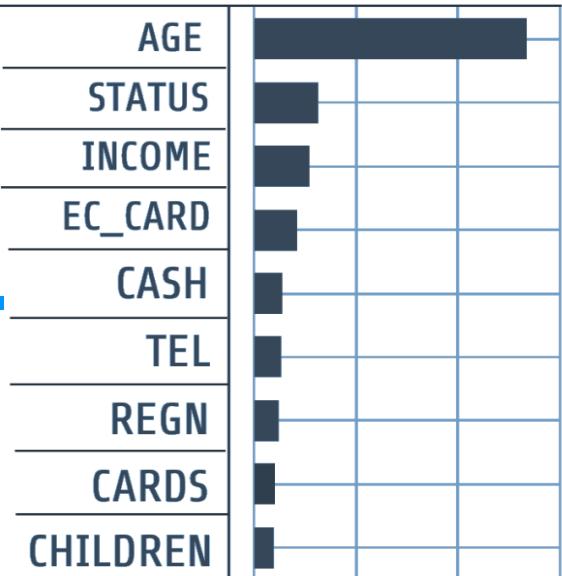 AGE
STATUS
INCOME
EC_CARD
CASH
TEL
REGN
CARDS
CHILDREN